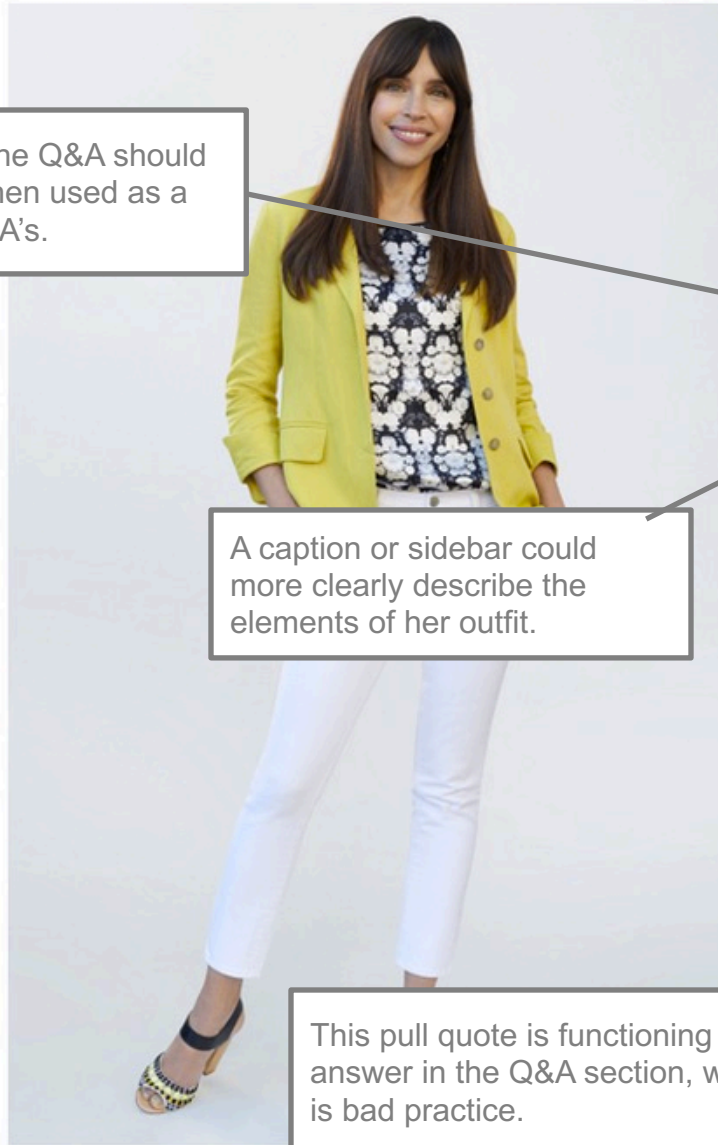 ne Q&A should
hen used as a
A's.
A caption or sidebar could
more clearly describe the
elements of her outfit.
This pull quote is functioning
answer in the Q&A section, w
is bad practice.